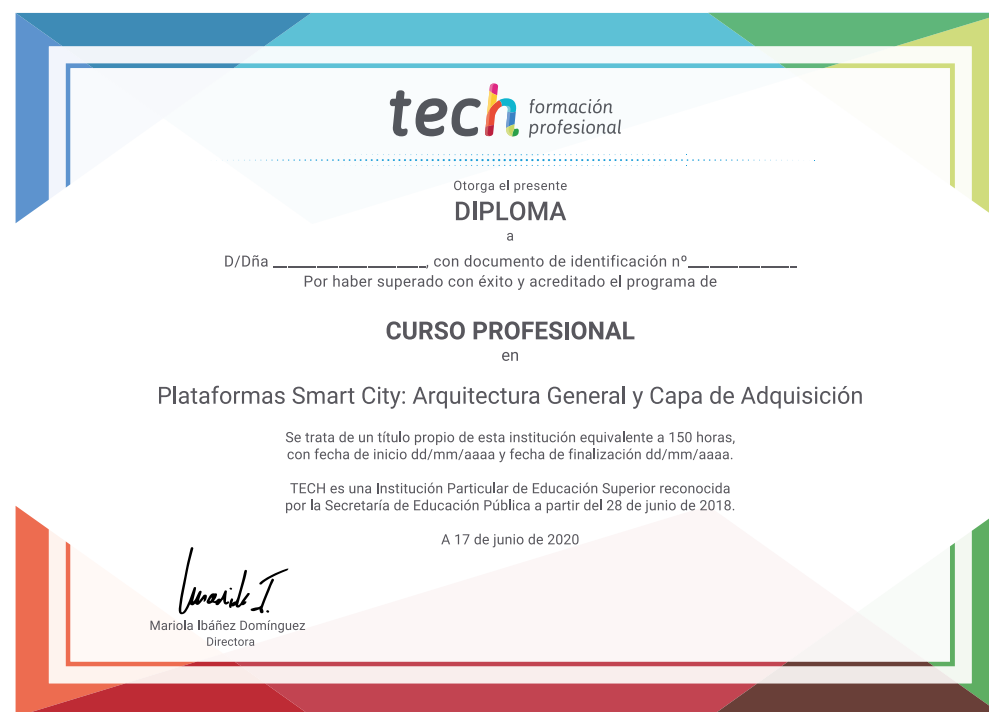 tech formación
profesional
Otorga el presente
DIPLOMA
a
D/Dña ____________________, con documento de identificación nº______________
Por haber superado con éxito y acreditado el programa de
CURSO PROFESIONAL
en
Plataformas Smart City: Arquitectura General y Capa de Adquisición
Se trata de un título propio de esta institución equivalente a 150 horas,
con fecha de inicio dd/mm/aaaa y fecha de finalización dd/mm/aaaa.
TECH es una Institución Particular de Educación Superior reconocida
por la Secretaría de Educación Pública a partir del 28 de junio de 2018.
A 17 de junio de 2020
Mariola Ibáñez Domínguez
Directora